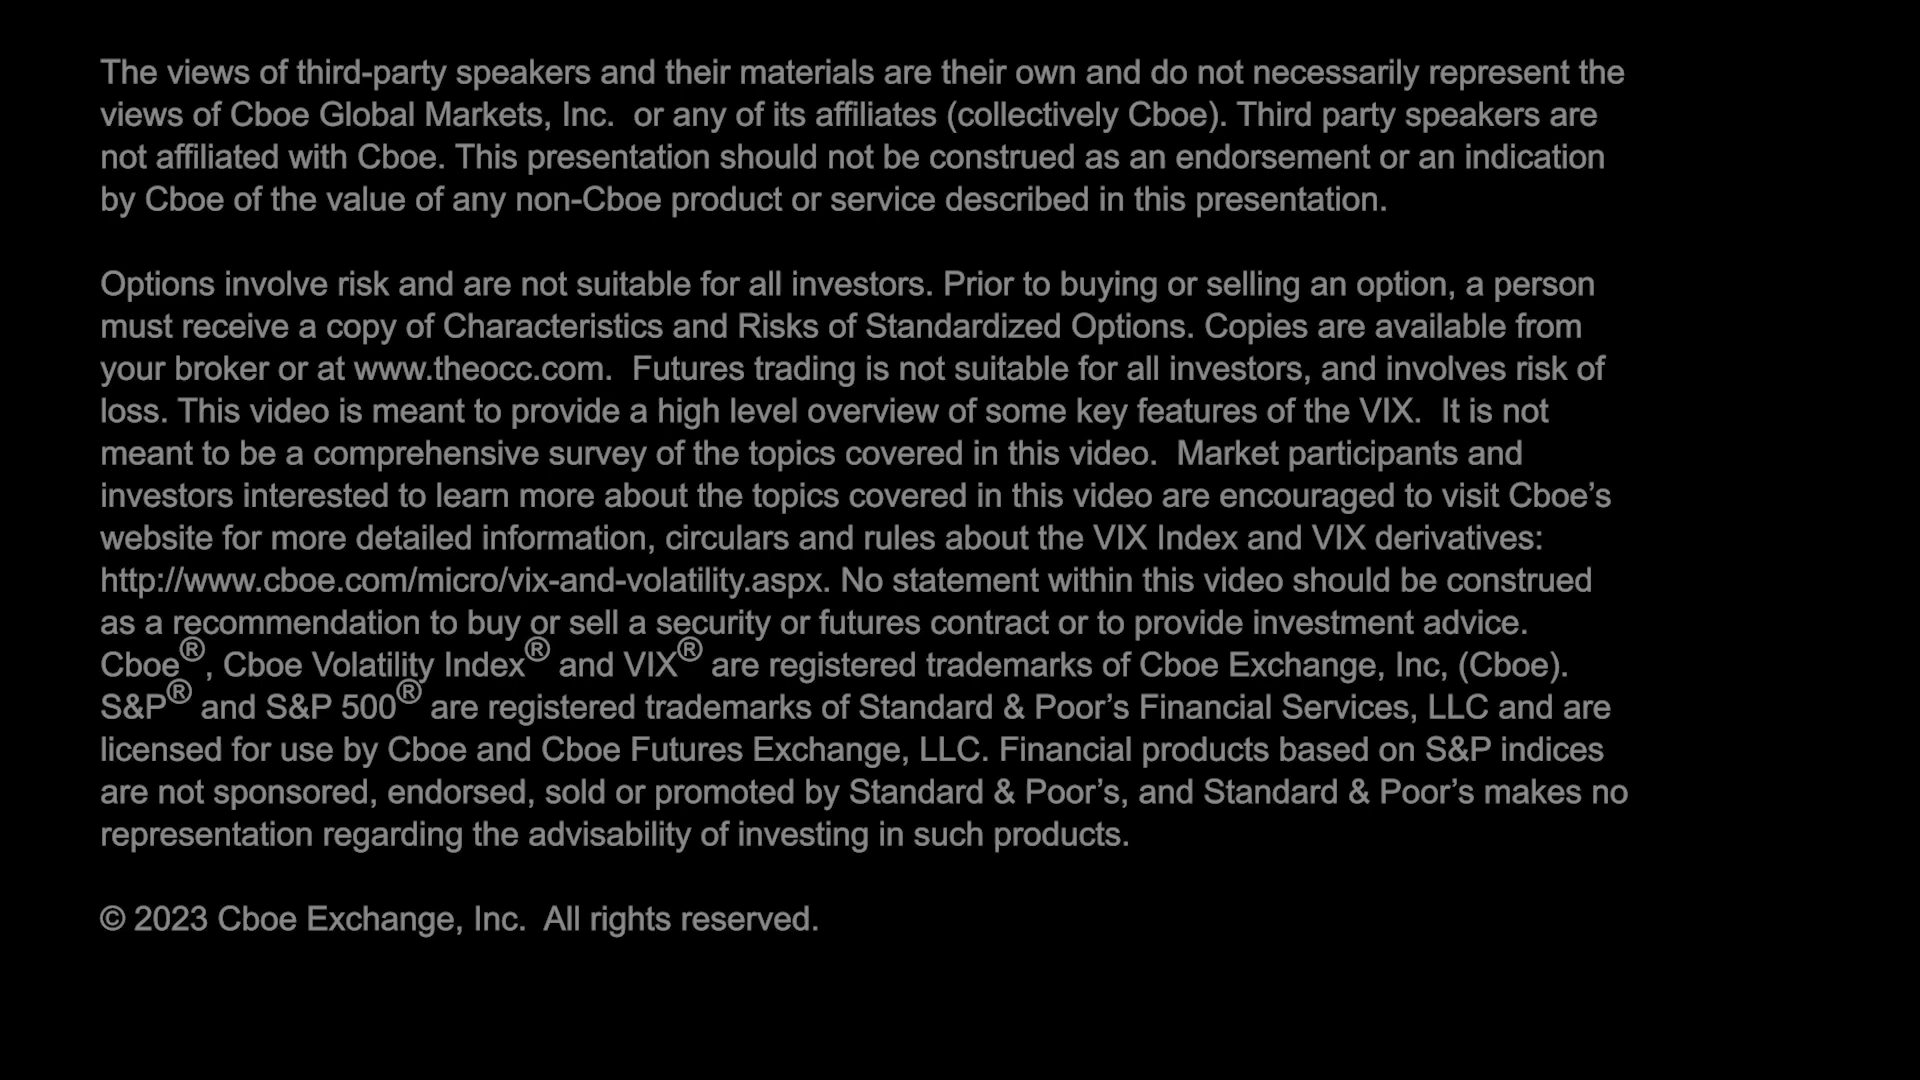 The views of third-party speakers and their materials are their own and do not necessarily represent the
views of Cboe Global Markets, Inc.  or any of its affiliates (collectively Cboe). Third party speakers are
not affiliated with Cboe. This presentation should not be construed as an endorsement or an indication
by Cboe of the value of any non-Cboe product or service described in this presentation.
Options involve risk and are not suitable for all investors. Prior to buying or selling an option, a person
must receive a copy of Characteristics and Risks of Standardized Options. Copies are available from
your broker or at www.theocc.com.  Futures trading is not suitable for all investors, and involves risk of
loss. This video is meant to provide a high level overview of some key features of the VIX.  It is not
meant to be a comprehensive survey of the topics covered in this video.  Market participants and
investors interested to learn more about the topics covered in this video are encouraged to visit Cboe’s
website for more detailed information, circulars and rules about the VIX Index and VIX derivatives:
http://www.cboe.com/micro/vix-and-volatility.aspx. No statement within this video should be construed
as a recommendation to buy or sell a security or futures contract or to provide investment advice.
Cboe®, Cboe Volatility Index® and VIX® are registered trademarks of Cboe Exchange, Inc, (Cboe).
S&P® and S&P 500® are registered trademarks of Standard & Poor’s Financial Services, LLC and are
licensed for use by Cboe and Cboe Futures Exchange, LLC. Financial products based on S&P indices
are not sponsored, endorsed, sold or promoted by Standard & Poor’s, and Standard & Poor’s makes no
representation regarding the advisability of investing in such products.
© 2023 Cboe Exchange, Inc.  All rights reserved.